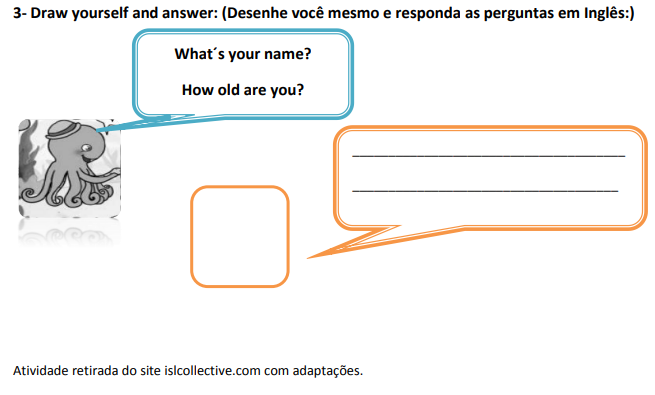 3- Draw yourself and answer: (Desenhe você mesmo e responda as perguntas em Inglês:)
What´s your name?
How old are you?
Atividade retirada do site islcollective.com com adaptações.